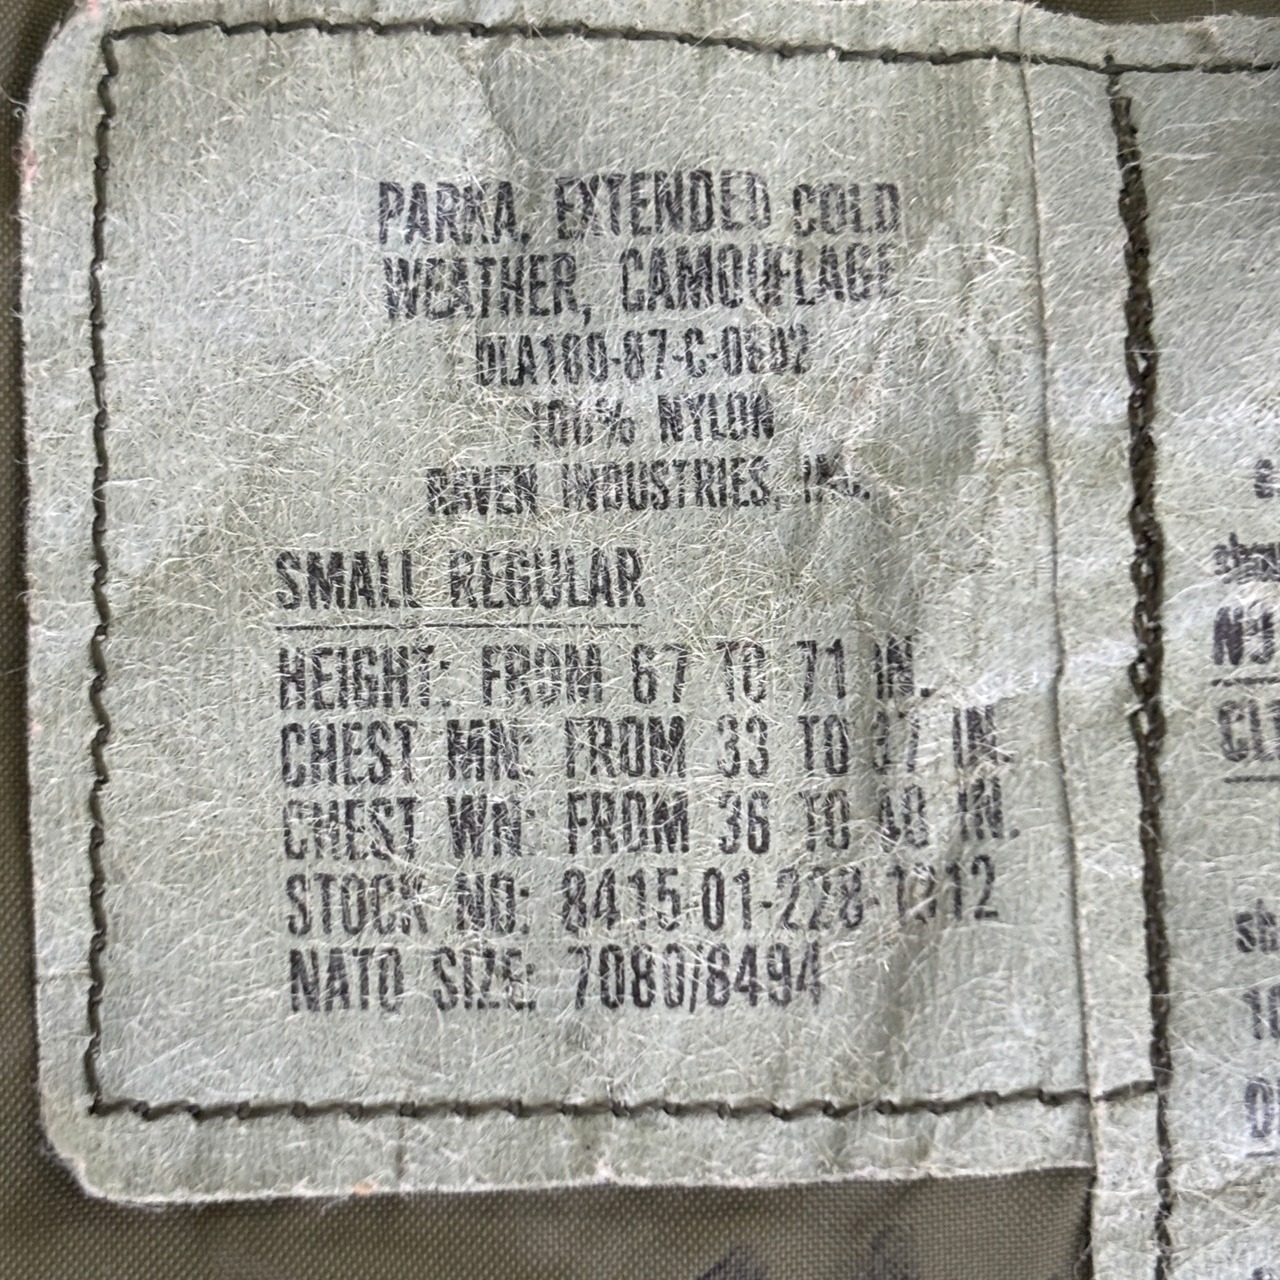 PARKA, EXTENDED COLD
WEATHER, CAMOUFLAGE
DLA100-87-C-0602
100% NYLON
RAVEN INDUSTRIES, INC.
SMALL REGULAR
HEIGHT: FROM 67 TO 71 IN.
CHEST MN: FROM 33 TO 37 IN.
CHEST WN: FROM 36 TO 40 IN.
STOCK NO: 8415-01-228-1312
NATO SIZE: 7080/8494